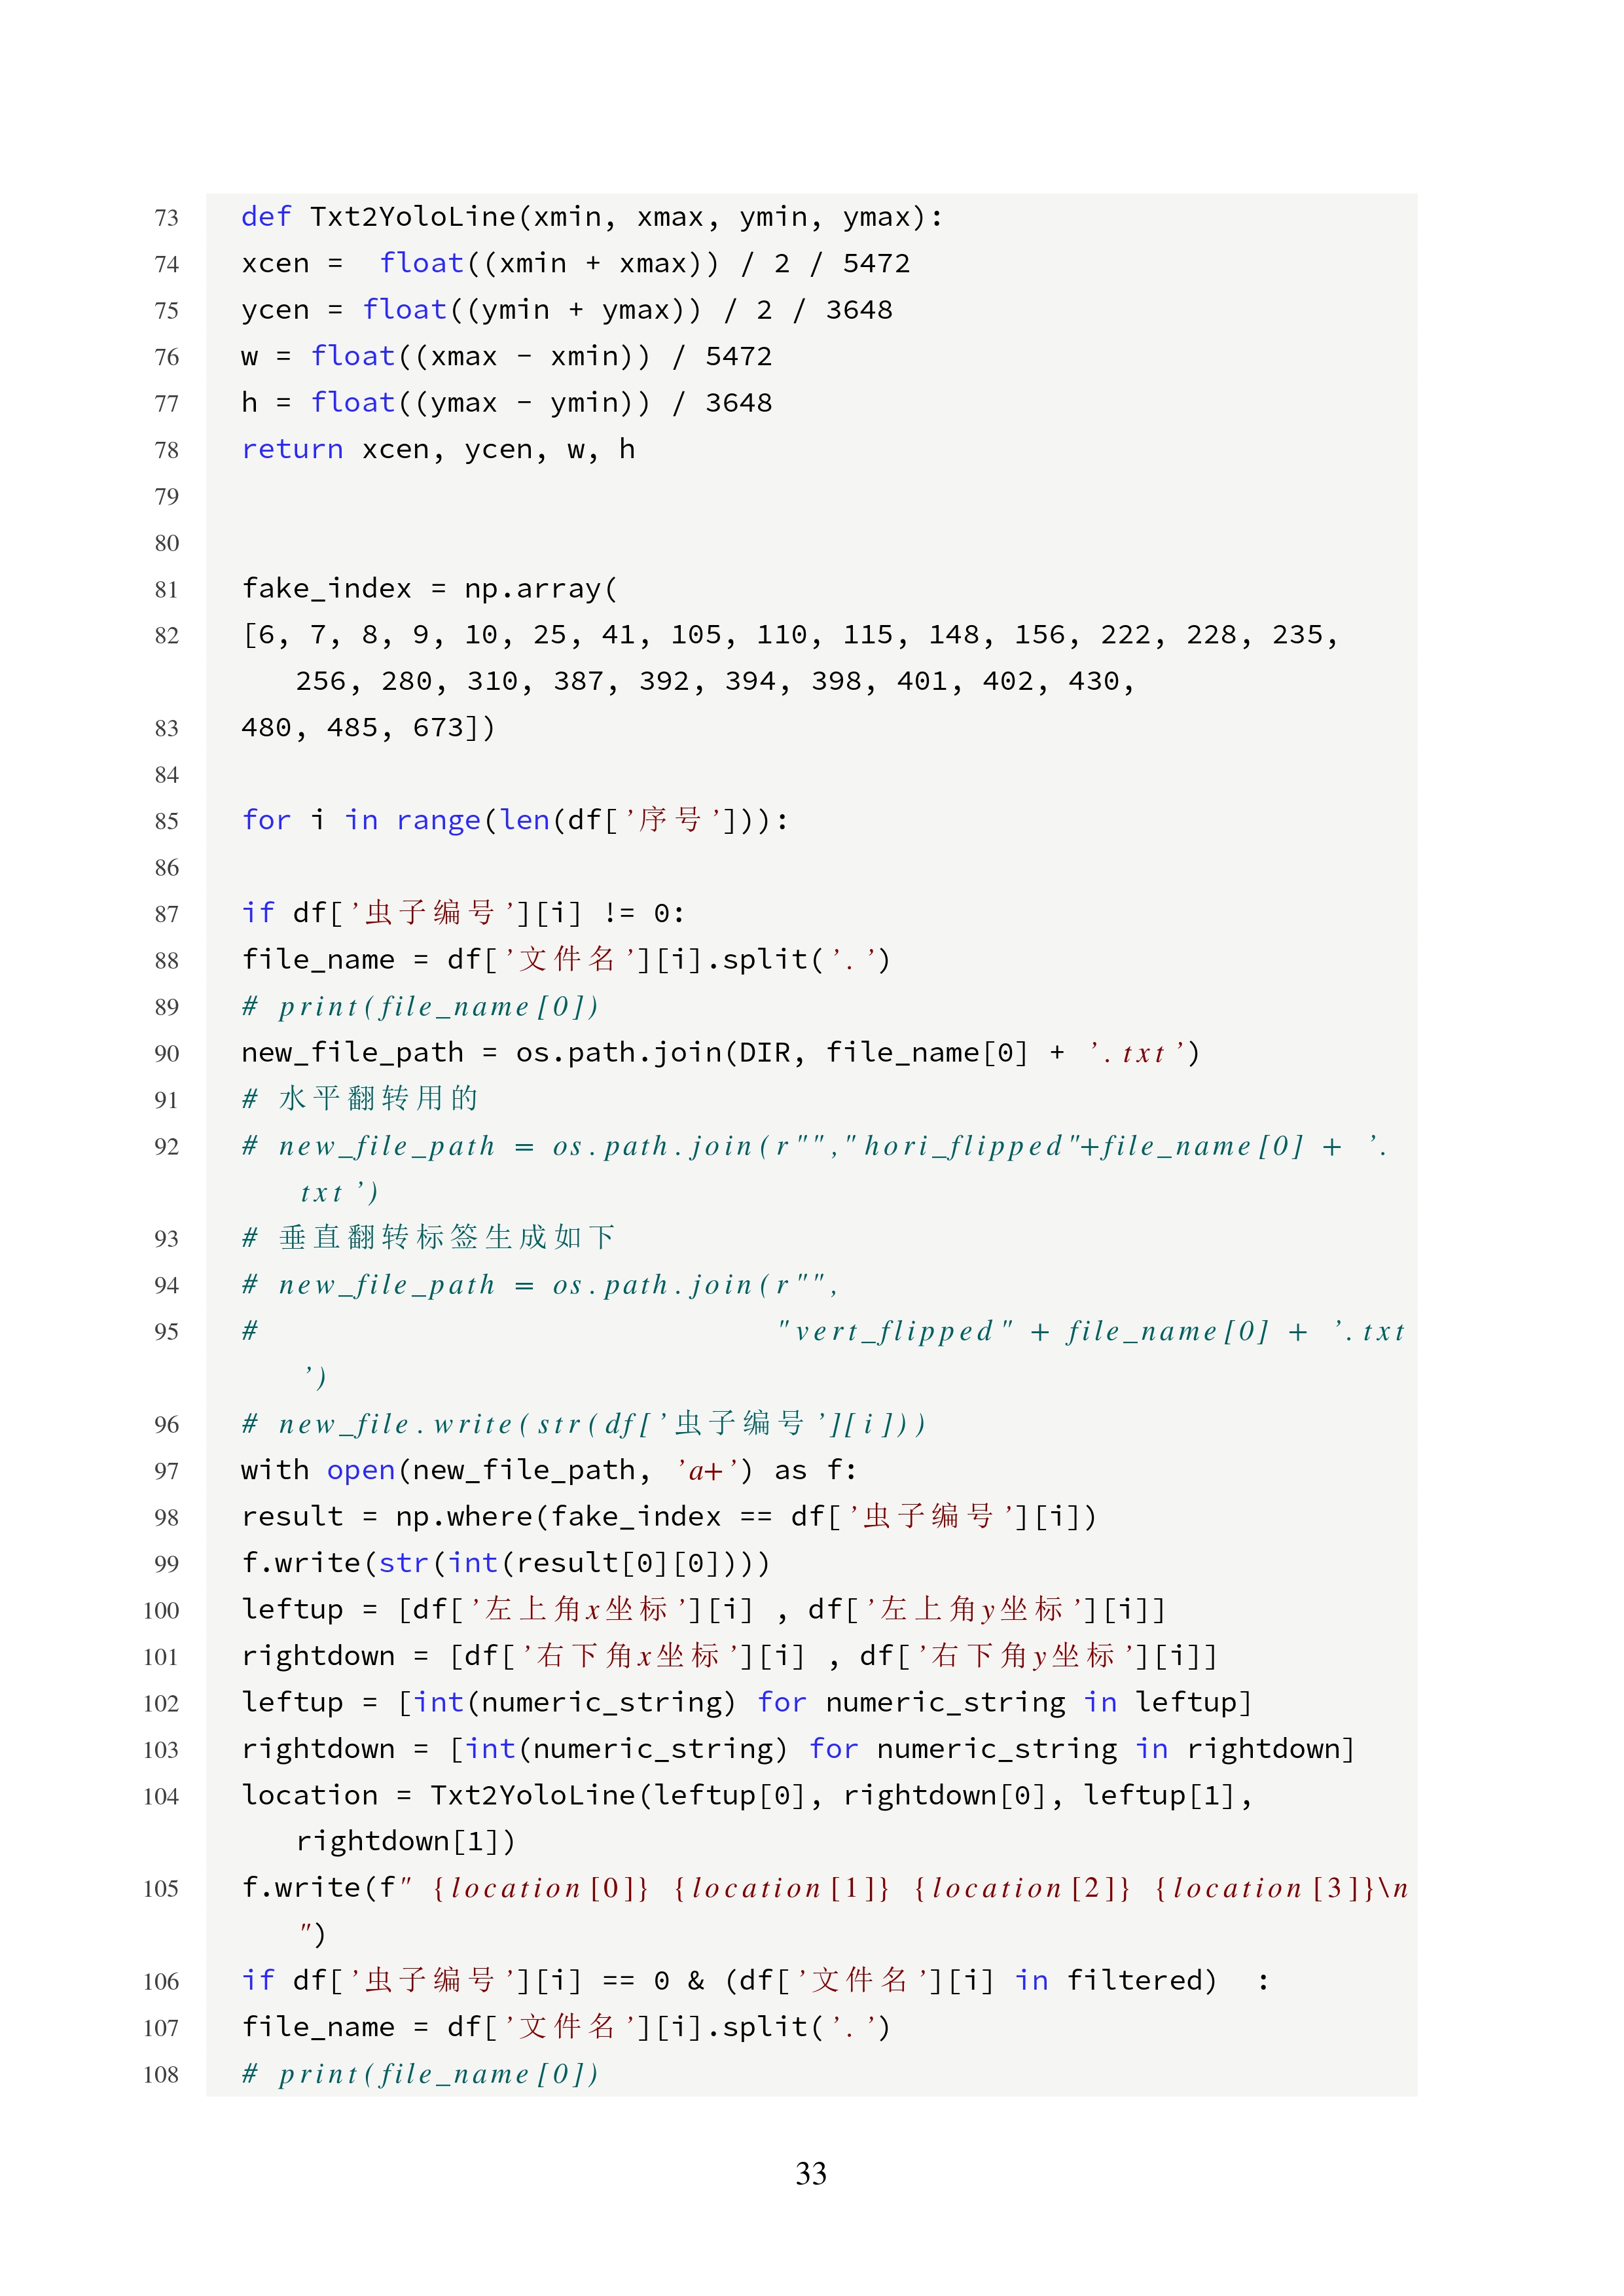 73 def Txt2YoloLine(xmin, xmax, ymin, ymax):
74 xcen =  float((xmin + xmax)) / 2 / 5472
75 ycen = float((ymin + ymax)) / 2 / 3648
76 w = float((xmax - xmin)) / 5472
77 h = float((ymax - ymin)) / 3648
78 return xcen, ycen, w, h
79
80
81 fake_index = np.array(
82 [6, 7, 8, 9, 10, 25, 41, 105, 110, 115, 148, 156, 222, 228, 235,
256, 280, 310, 387, 392, 394, 398, 401, 402, 430,
83 480, 485, 673])
84
85 for i in range(len(df['序号'])):
86
87 if df['虫子编号'][i] != 0:
88 file_name = df['文件名'][i].split('.')
89 # print(file_name[0])
90 new_file_path = os.path.join(DIR, file_name[0] + '.txt')
91 # 水平翻转用的
92 # new_file_path = os.path.join(r"","hori_flipped"+file_name[0] + '.
txt')
93 # 垂直翻转标签生成如下
94 # new_file_path = os.path.join(r"",
95 #                               "vert_flipped" + file_name[0] + '.txt
')
96 # new_file.write(str(df['虫子编号'][i]))
97 with open(new_file_path, 'a+') as f:
98 result = np.where(fake_index == df['虫子编号'][i])
99 f.write(str(int(result[0][0])))
100 leftup = [df['左上角x坐标'][i] , df['左上角y坐标'][i]]
101 rightdown = [df['右下角x坐标'][i] , df['右下角y坐标'][i]]
102 leftup = [int(numeric_string) for numeric_string in leftup]
103 rightdown = [int(numeric_string) for numeric_string in rightdown]
104 location = Txt2YoloLine(leftup[0], rightdown[0], leftup[1],
rightdown[1])
105 f.write(f" {location[0]} {location[1]} {location[2]} {location[3]}\n
")
106 if df['虫子编号'][i] == 0 & (df['文件名'][i] in filtered)  :
107 file_name = df['文件名'][i].split('.')
108 # print(file_name[0])
33